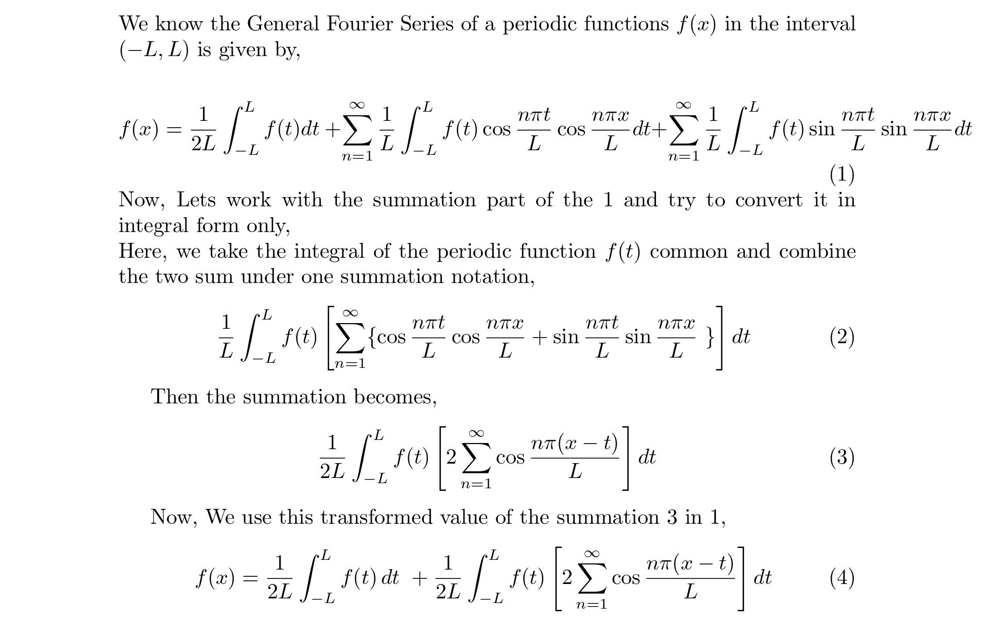 We know the General Fourier Series of a periodic functions f(x) in the interval
(−L, L) is given by,
f(x) = \frac{1}{2L} \int_{-L}^{L} f(t)dt + \sum_{n=1}^{\infty} \frac{1}{L} \int_{-L}^{L} f(t) \cos \frac{n\pi t}{L} \cos \frac{n\pi x}{L} dt + \sum_{n=1}^{\infty} \frac{1}{L} \int_{-L}^{L} f(t) \sin \frac{n\pi t}{L} \sin \frac{n\pi x}{L} dt
(1)
Now, Lets work with the summation part of the 1 and try to convert it in
integral form only,
Here, we take the integral of the periodic function f(t) common and combine
the two sum under one summation notation,
\frac{1}{L} \int_{-L}^{L} f(t) \left[ \sum_{n=1}^{\infty} \{ \cos \frac{n\pi t}{L} \cos \frac{n\pi x}{L} + \sin \frac{n\pi t}{L} \sin \frac{n\pi x}{L} \} \right] dt (2)
Then the summation becomes,
\frac{1}{2L} \int_{-L}^{L} f(t) \left[ 2 \sum_{n=1}^{\infty} \cos \frac{n\pi(x - t)}{L} \right] dt (3)
Now, We use this transformed value of the summation 3 in 1,
f(x) = \frac{1}{2L} \int_{-L}^{L} f(t) dt + \frac{1}{2L} \int_{-L}^{L} f(t) \left[ 2 \sum_{n=1}^{\infty} \cos \frac{n\pi(x - t)}{L} \right] dt (4)